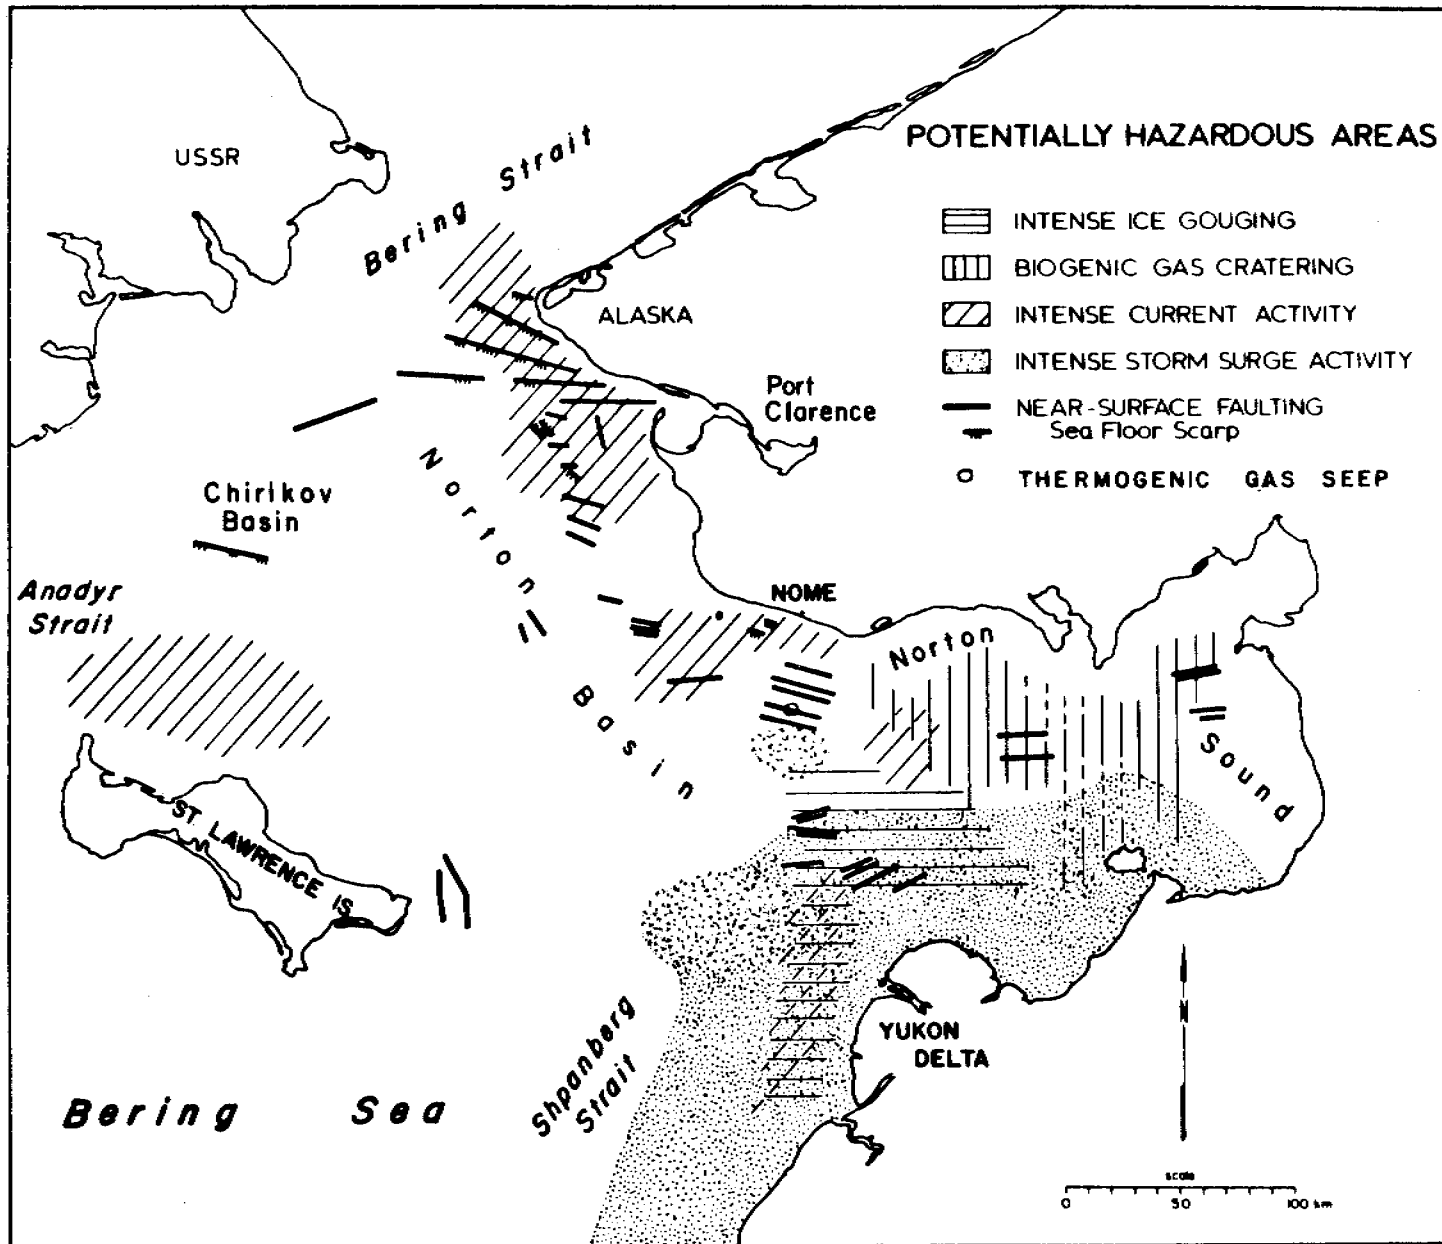 USSR
Bering Strait
POTENTIALLY HAZARDOUS AREAS
INTENSE ICE GOUGING
BIOGENIC GAS CRATERING
ALASKA
INTENSE CURRENT ACTIVITY
INTENSE STORM SURGE ACTIVITY
Port
Clarence
NEAR-SURFACE FAULTING
Sea Floor Scarp
THERMOGENIC GAS SEEP
Norton Basin
Chirikov
Basin
Anadyr
Strait
NOME
Norton Sound
ST LAWRENCE IS
YUKON
DELTA
Shpanberg
Strait
Bering Sea
scale
0 50 100 km